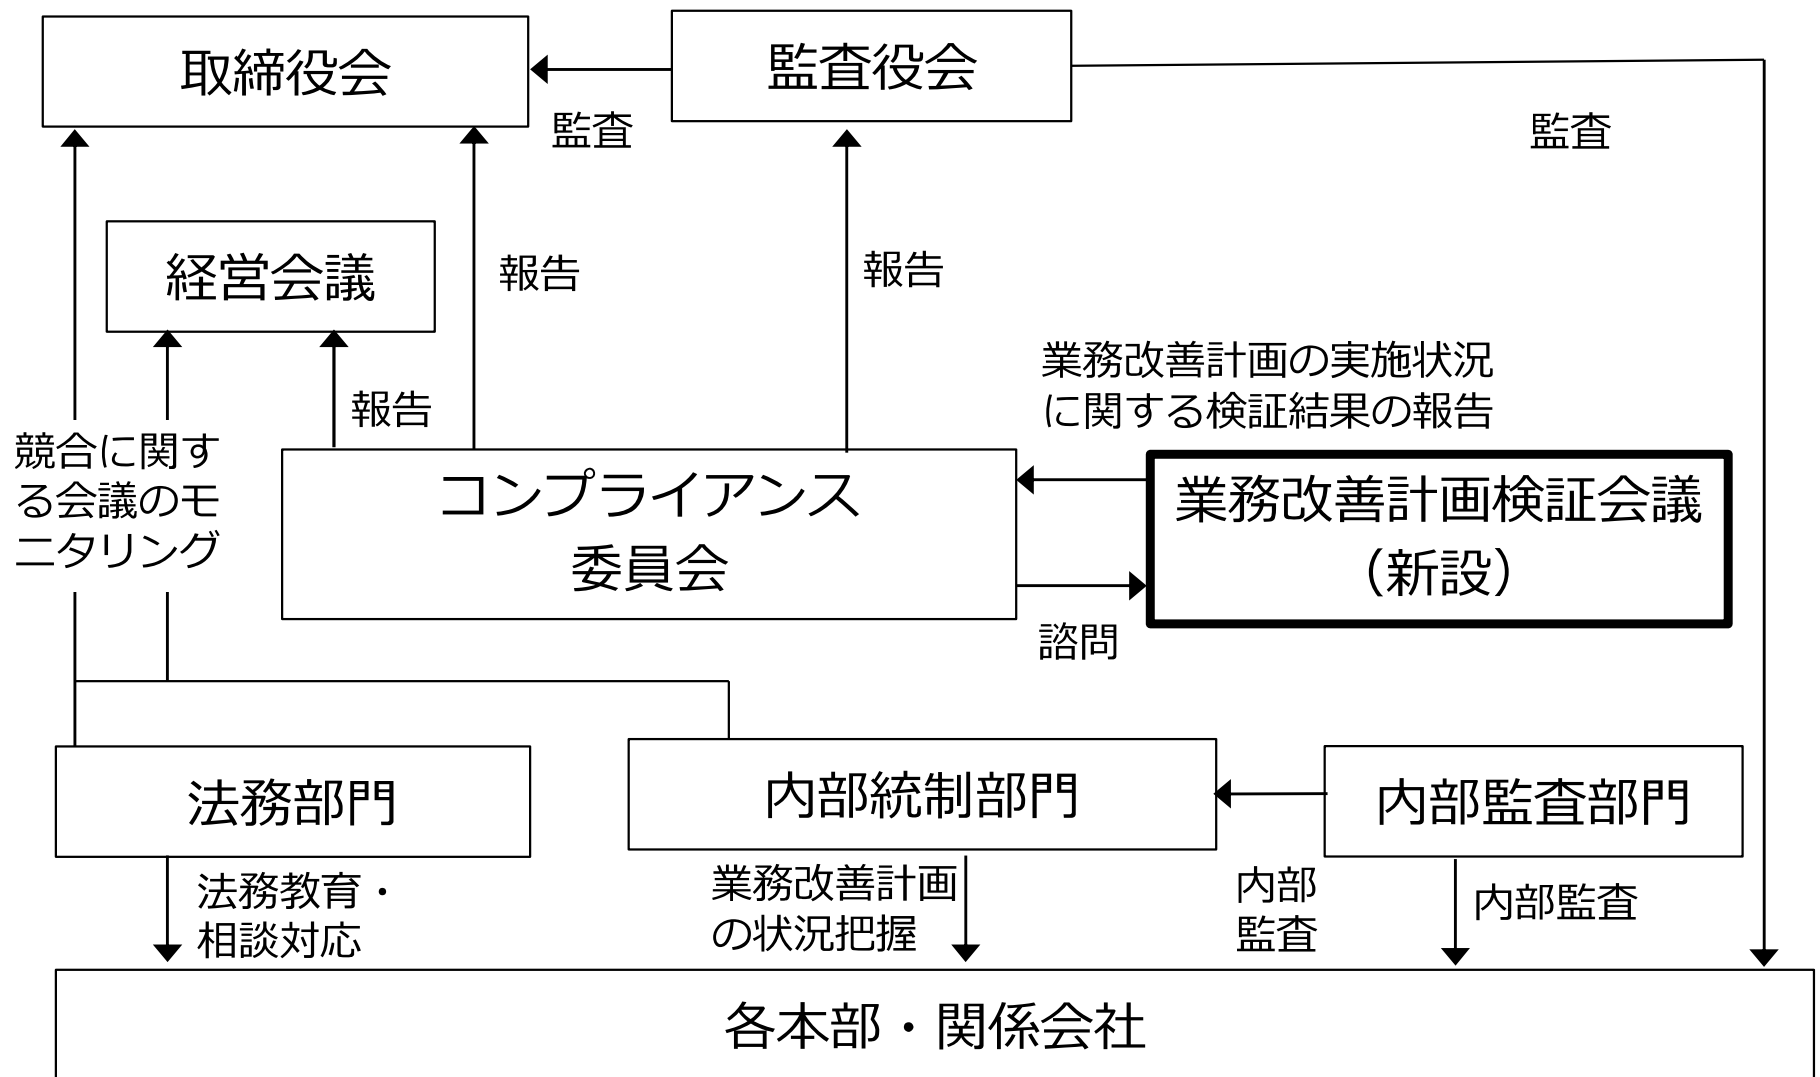 取締役会
監査役会
監査
監査
経営会議
報告
報告
報告
業務改善計画の実施状況
に関する検証結果の報告
競合に関す
る会議のモ
ニタリング
コンプライアンス
委員会
業務改善計画検証会議
（新設）
諮問
法務部門
内部統制部門
内部監査部門
法務教育・
相談対応
業務改善計画
の状況把握
内部
監査
内部監査
各本部・関係会社